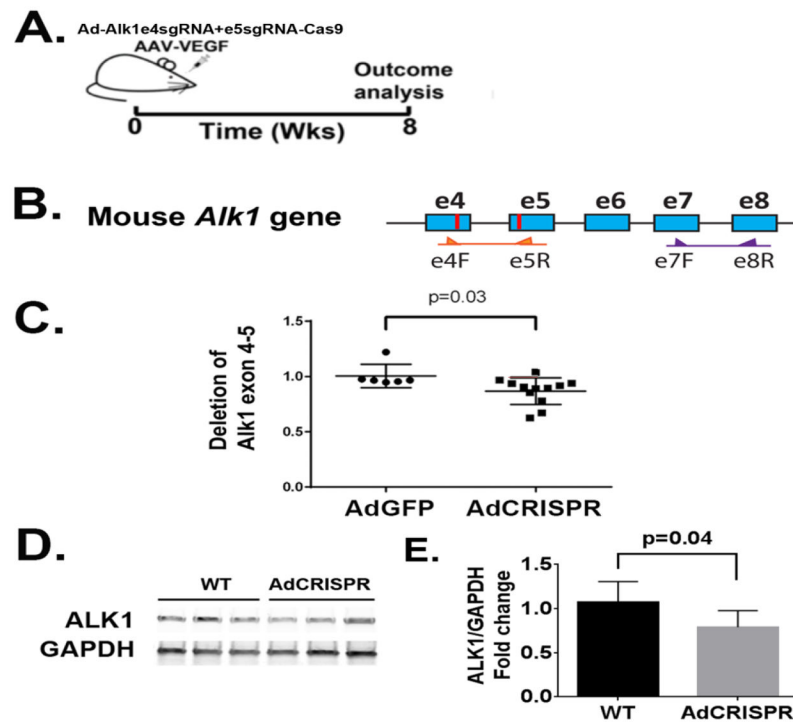 A.
Ad-Alk1e4sgRNA+e5sgRNA-Cas9
AAV-VEGF
Outcome
analysis
0
Time (Wks)
8
B.
Mouse Alk1 gene
e4 e5 e6 e7 e8
e4F e5R e7F e8R
C.
p=0.03
Deletion of
Alk1 exon 4-5
1.5
1.0
0.5
0.0
AdGFP AdCRISPR
D.
WT AdCRISPR
ALK1
GAPDH
E.
p=0.04
ALK1/GAPDH
Fold change
1.5
1.0
0.5
0.0
WT AdCRISPR